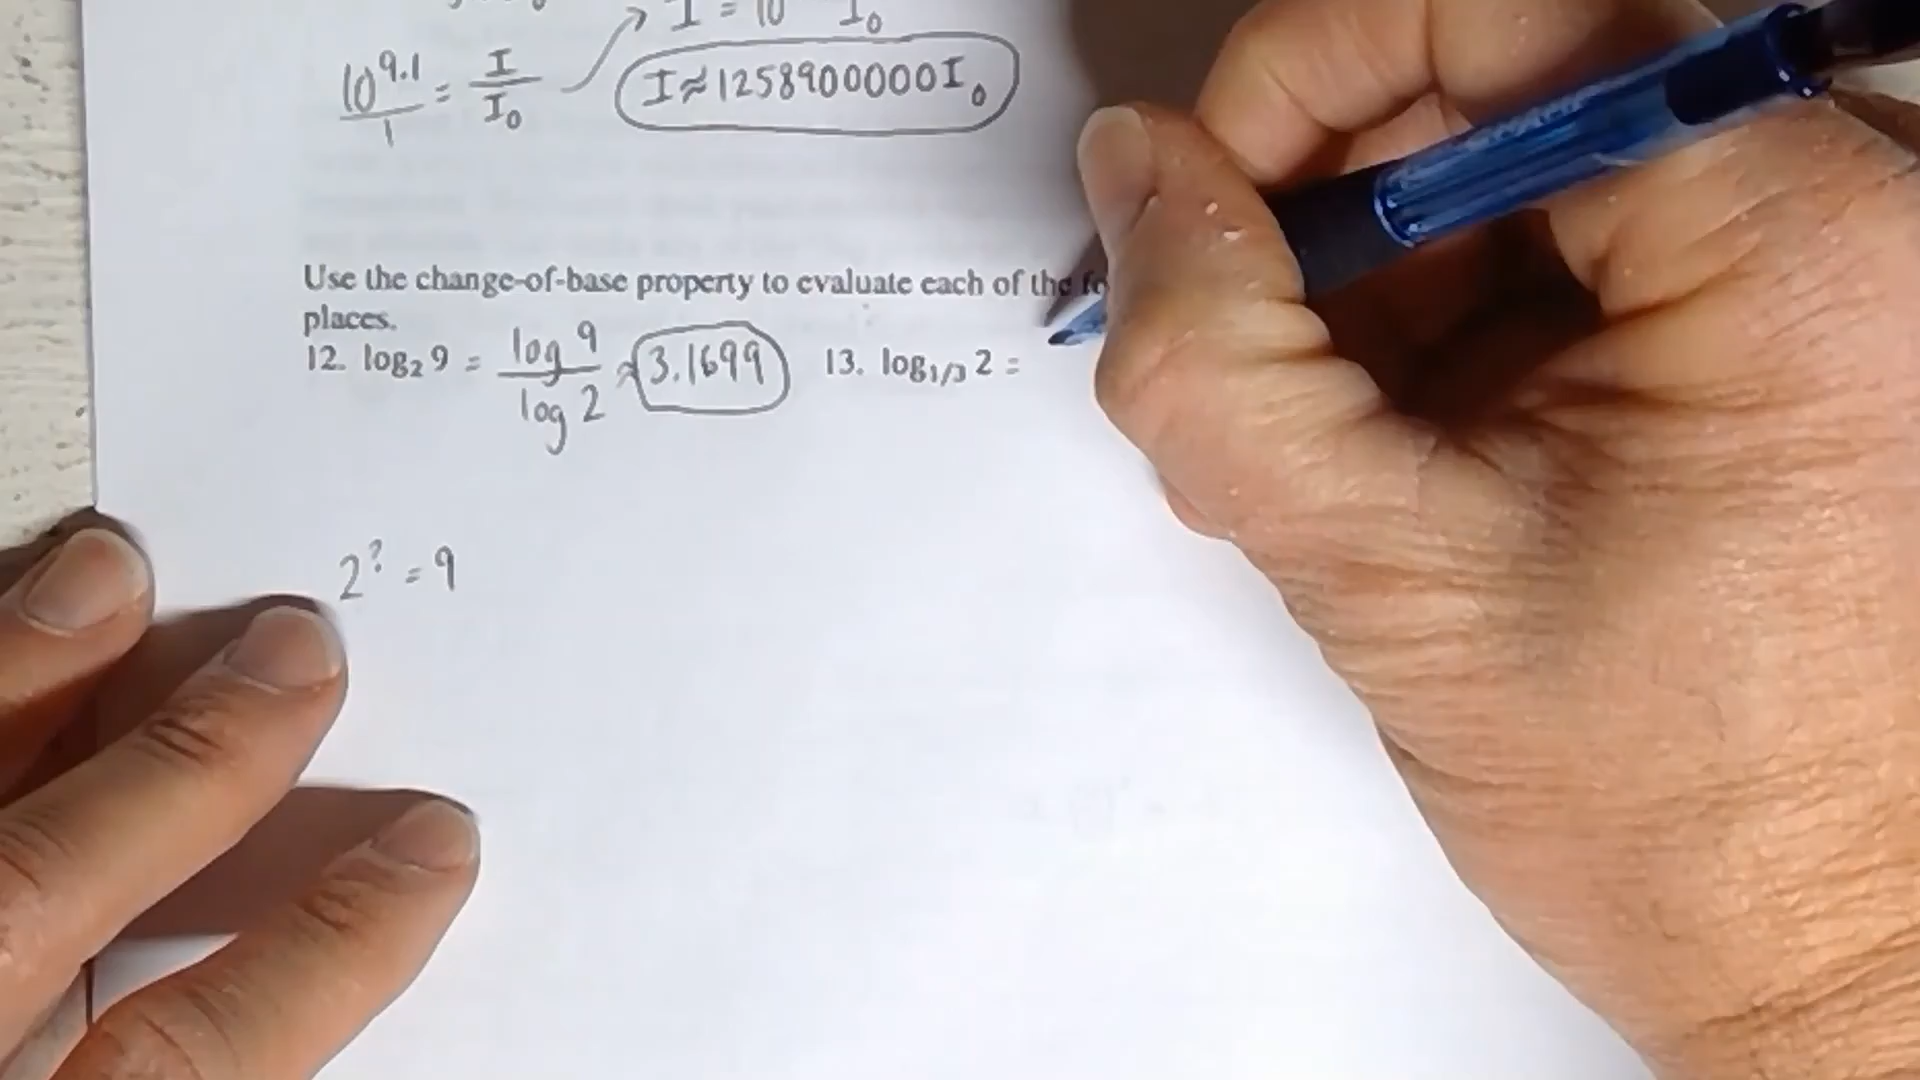 I = 10 I₀
10^9.1 / 1 = I / I₀
I ≈ 1258900000I₀
Use the change-of-base property to evaluate each of the
places.
12. log₂ 9 = log 9 / log 2 ≈ 3.1699 13. log₁/₃ 2 =
2^? = 9